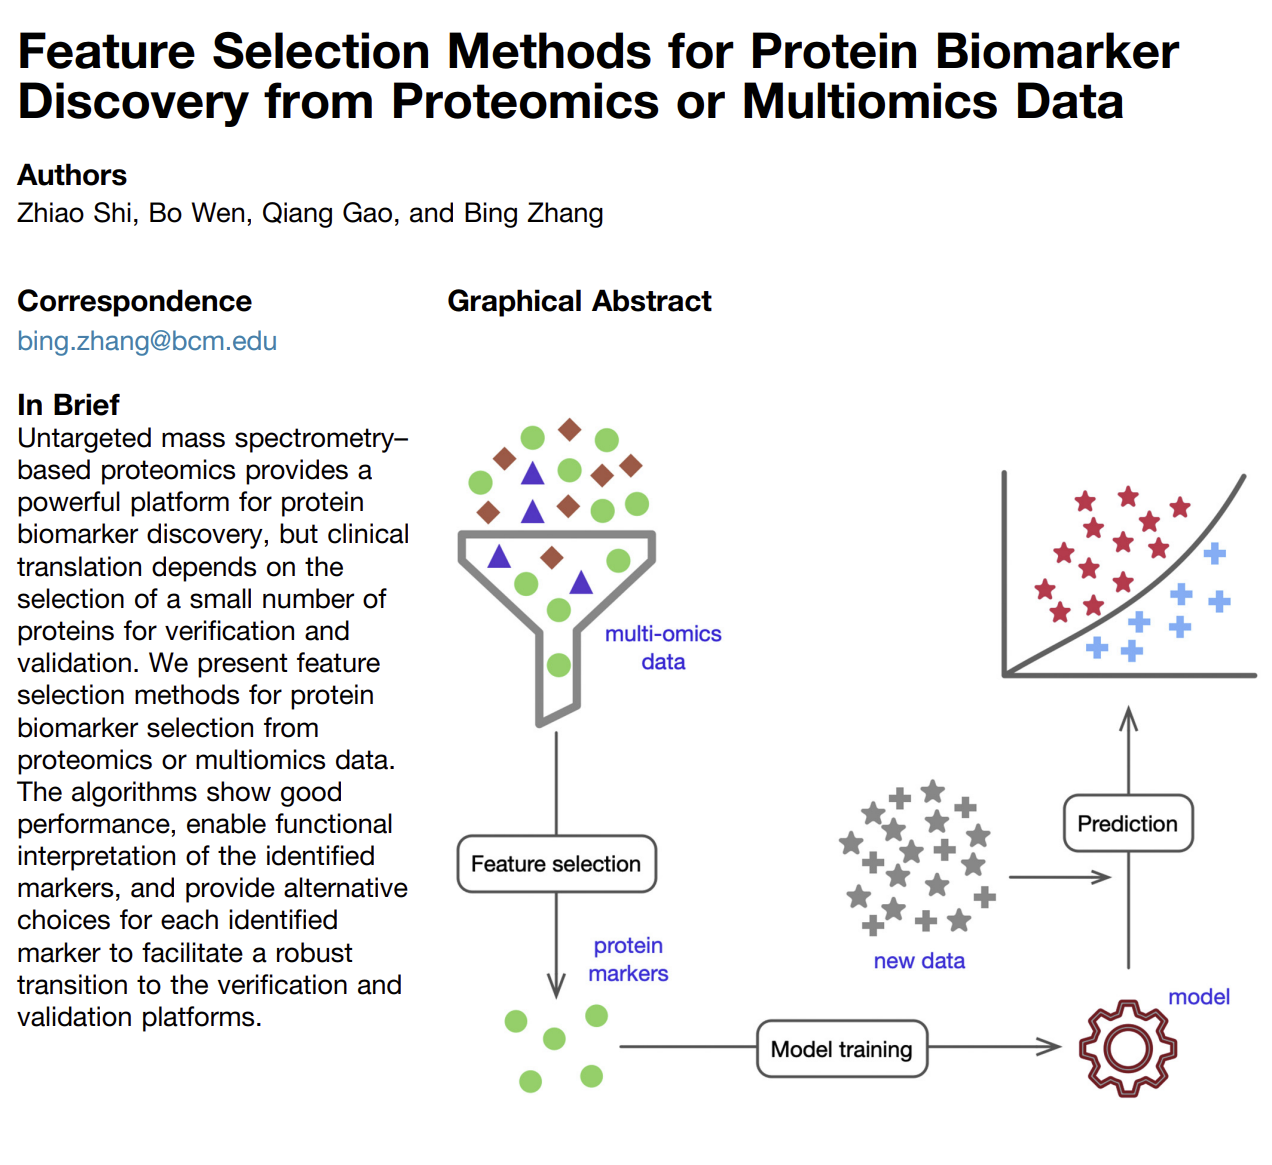 Feature Selection Methods for Protein Biomarker
Discovery from Proteomics or Multiomics Data
Authors
Zhiao Shi, Bo Wen, Qiang Gao, and Bing Zhang
Correspondence
bing.zhang@bcm.edu
In Brief
Untargeted mass spectrometry–
based proteomics provides a
powerful platform for protein
biomarker discovery, but clinical
translation depends on the
selection of a small number of
proteins for verification and
validation. We present feature
selection methods for protein
biomarker selection from
proteomics or multiomics data.
The algorithms show good
performance, enable functional
interpretation of the identified
markers, and provide alternative
choices for each identified
marker to facilitate a robust
transition to the verification and
validation platforms.
Graphical Abstract
multi-omics
data
Feature selection
protein
markers
Model training
model
new data
Prediction